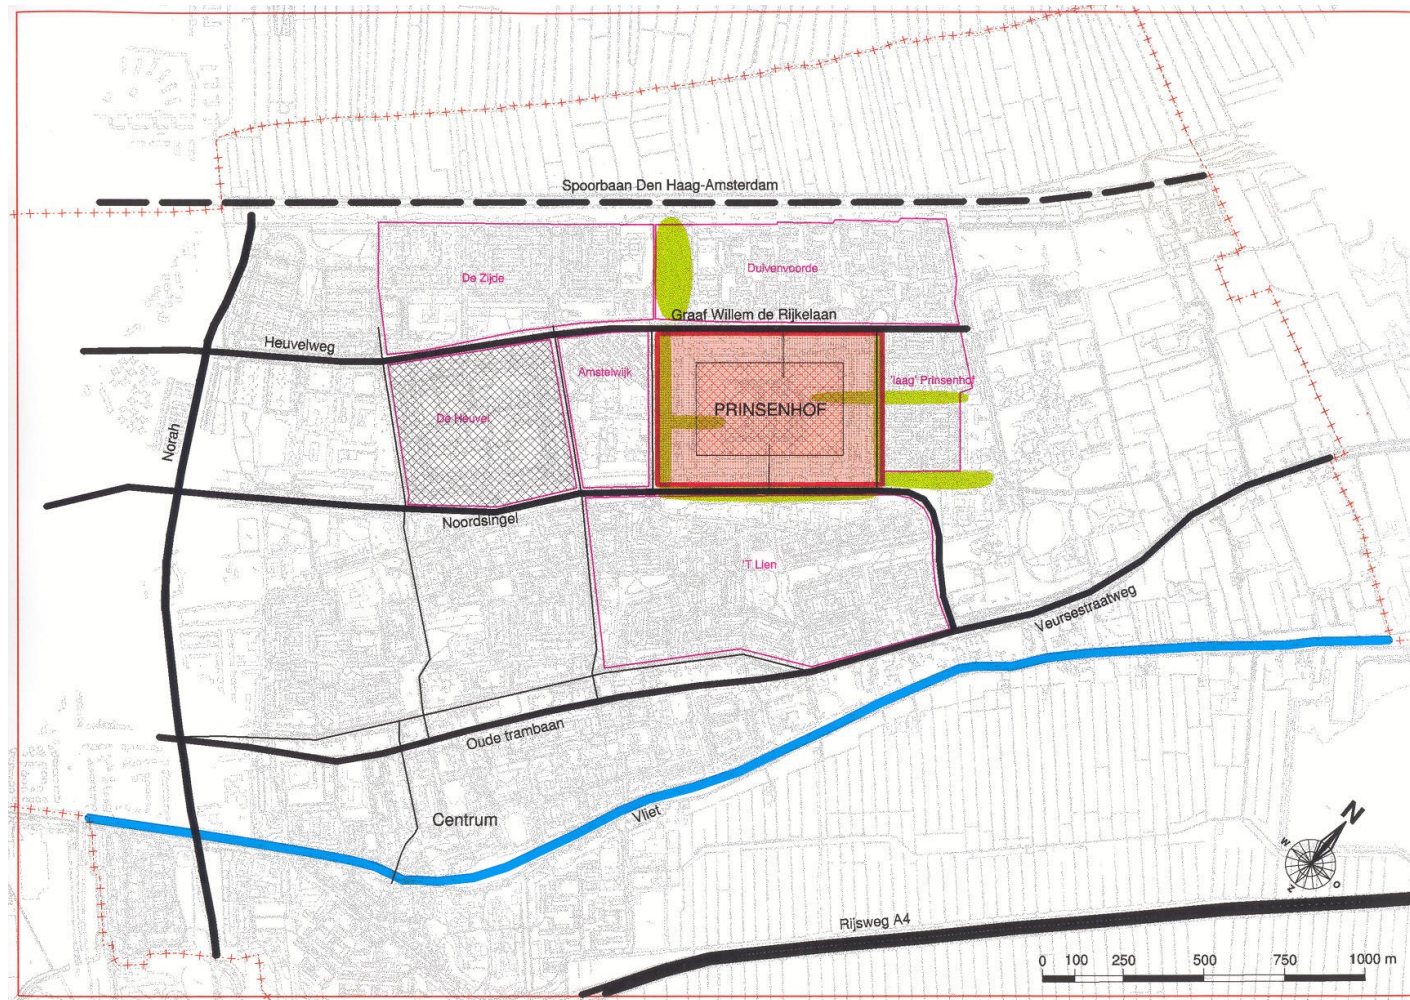 Spoorbaan Den Haag-Amsterdam
De Zijde
Duivenvoorde
Graaf Willem de Rijkelaan
Heuvelweg
Amstelwijk
'laag' Prinsenhof
De Heuvel
PRINSENHOF
Norah
Noordsingel
'T Lien
Veursestraatweg
Oude trambaan
Vliet
Centrum
N
W
Z
O
Rijsweg A4
0 100 250 500 750 1000 m